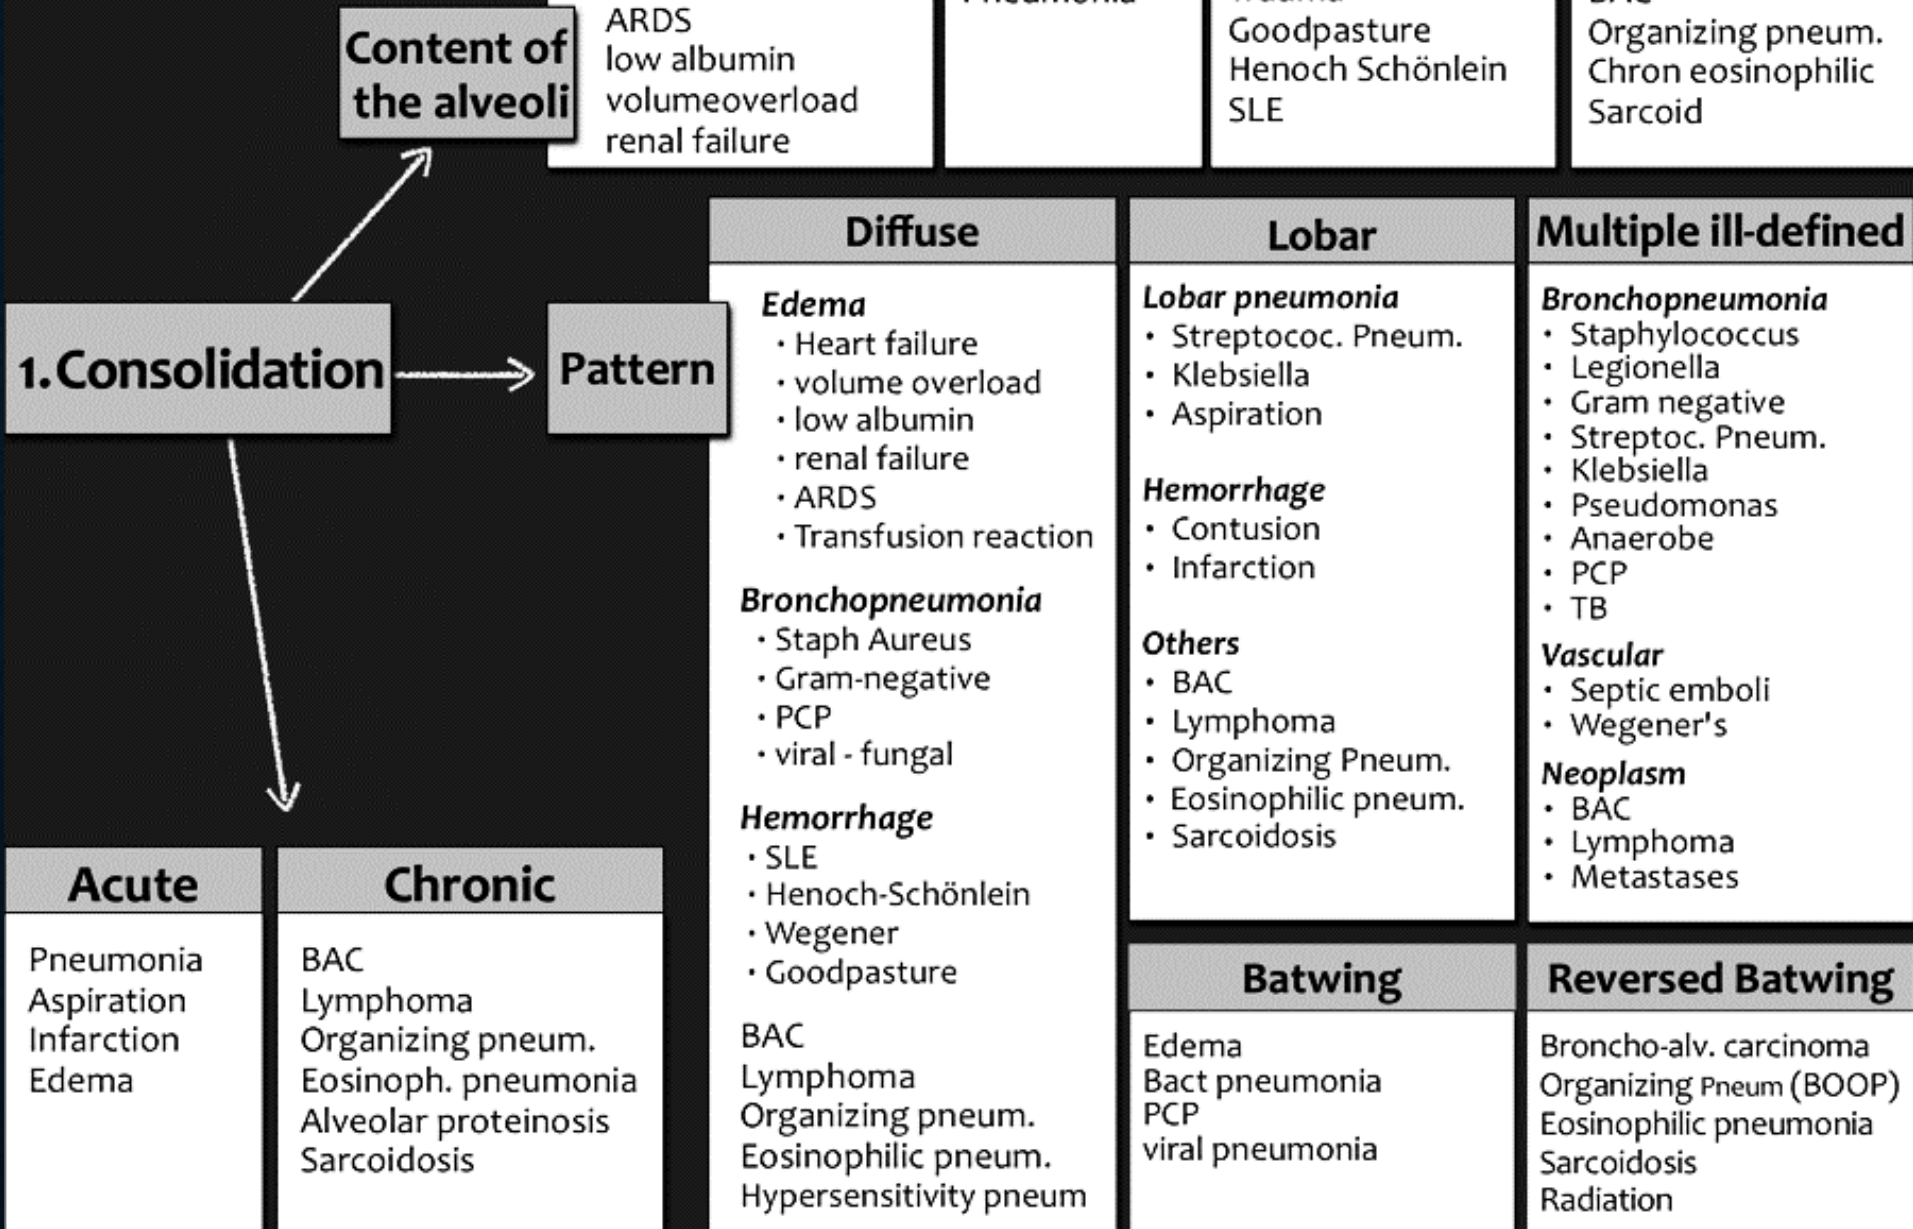 Content of
the alveoli
ARDS
low albumin
volumeoverload
renal failure
Goodpasture
Henoch Schönlein
SLE
Organizing pneum.
Chron eosinophilic
Sarcoid
1. Consolidation
Pattern
Diffuse
Edema
· Heart failure
· volume overload
· low albumin
· renal failure
· ARDS
· Transfusion reaction
Bronchopneumonia
· Staph Aureus
· Gram-negative
· PCP
· viral - fungal
Hemorrhage
· SLE
· Henoch-Schönlein
· Wegener
· Goodpasture
BAC
Lymphoma
Organizing pneum.
Eosinophilic pneum.
Hypersensitivity pneum
Lobar
Lobar pneumonia
· Streptococ. Pneum.
· Klebsiella
· Aspiration
Hemorrhage
· Contusion
· Infarction
Others
· BAC
· Lymphoma
· Organizing Pneum.
· Eosinophilic pneum.
· Sarcoidosis
Multiple ill-defined
Bronchopneumonia
· Staphylococcus
· Legionella
· Gram negative
· Streptoc. Pneum.
· Klebsiella
· Pseudomonas
· Anaerobe
· PCP
· TB
Vascular
· Septic emboli
· Wegener's
Neoplasm
· BAC
· Lymphoma
· Metastases
Acute
Pneumonia
Aspiration
Infarction
Edema
Chronic
BAC
Lymphoma
Organizing pneum.
Eosinoph. pneumonia
Alveolar proteinosis
Sarcoidosis
Batwing
Edema
Bact pneumonia
PCP
viral pneumonia
Reversed Batwing
Broncho-alv. carcinoma
Organizing Pneum (BOOP)
Eosinophilic pneumonia
Sarcoidosis
Radiation